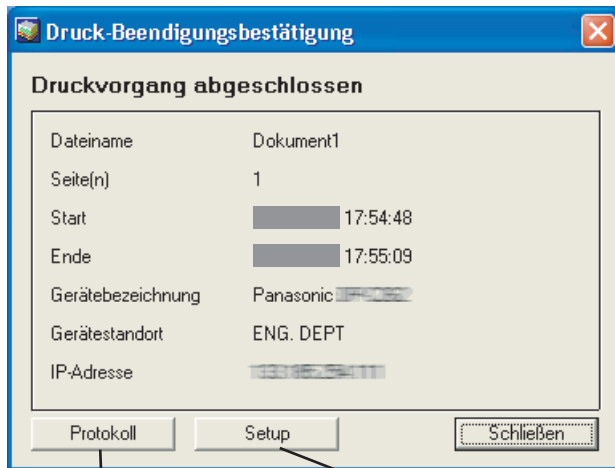 Druck-Beendigungsbestätigung
Druckvorgang abgeschlossen
Dateiname Dokument1
Seite(n) 1
Start 17:54:48
Ende 17:55:09
Gerätebezeichnung Panasonic
Gerätestandort ENG. DEPT
IP-Adresse
Protokoll Setup Schließen